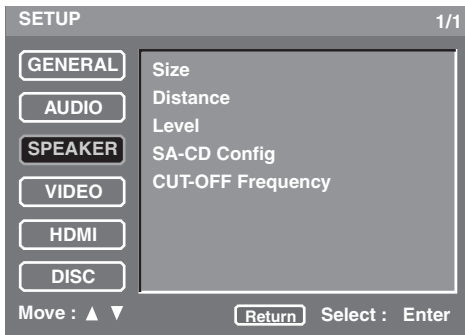 SETUP 1/1
GENERAL
AUDIO
SPEAKER
VIDEO
HDMI
DISC
Size
Distance
Level
SA-CD Config
CUT-OFF Frequency
Move : ▲ ▼ Return Select : Enter